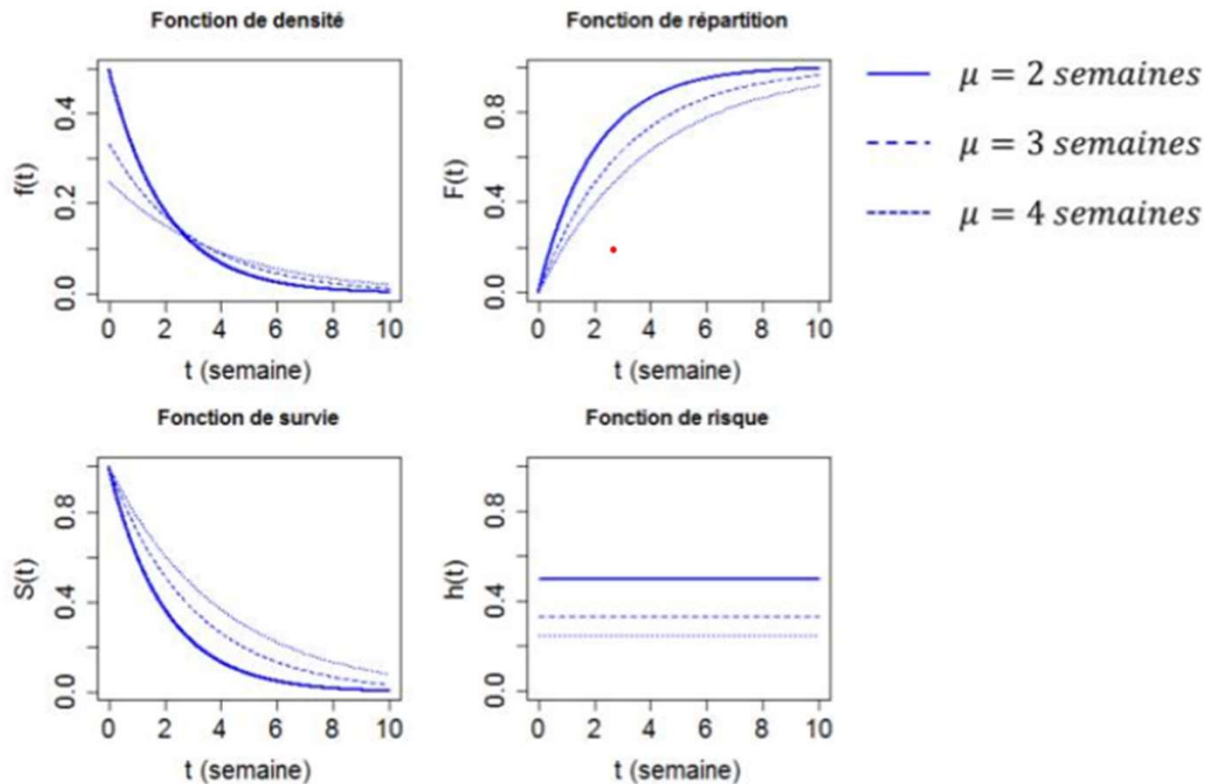 Fonction de densité
f(t)
0.0 0.2 0.4
0 2 4 6 8 10
t (semaine)
Fonction de répartition
F(t)
0.0 0.4 0.8
0 2 4 6 8 10
t (semaine)
μ = 2 semaines
μ = 3 semaines
μ = 4 semaines
Fonction de survie
S(t)
0.0 0.4 0.8
0 2 4 6 8 10
t (semaine)
Fonction de risque
h(t)
0.0 0.4 0.8
0 2 4 6 8 10
t (semaine)